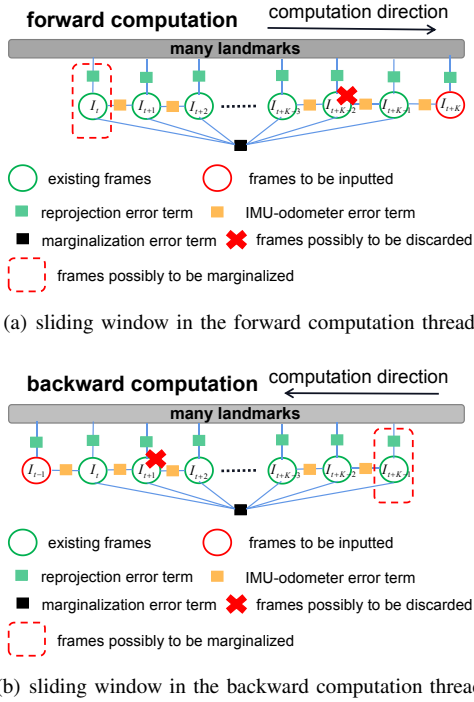 forward computation computation direction
many landmarks
I_t I_{t+1} I_{t+2} ........ I_{t+K-3} I_{t+K-2} I_{t+K-1} I_{t+K}
existing frames frames to be inputted
reprojection error term IMU-odometer error term
marginalization error term frames possibly to be discarded
frames possibly to be marginalized
(a) sliding window in the forward computation thread
backward computation computation direction
many landmarks
I_{t-1} I_t I_{t+1} I_{t+2} ........ I_{t+K-3} I_{t+K-2} I_{t+K-1}
existing frames frames to be inputted
reprojection error term IMU-odometer error term
marginalization error term frames possibly to be discarded
frames possibly to be marginalized
(b) sliding window in the backward computation thread